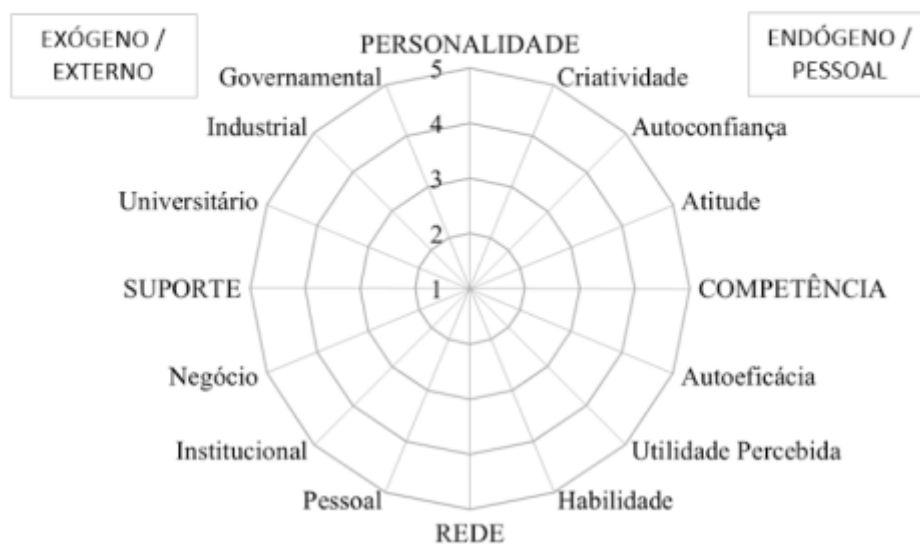 EXÓGENO /
EXTERNO
PERSONALIDADE
ENDÓGENO /
PESSOAL
Governamental
5
Criatividade
Industrial
4
Autoconfiança
Universitário
3
Atitude
2
SUPORTE
1
COMPETÊNCIA
Negócio
Autoeficácia
Institucional
Utilidade Percebida
Pessoal
Habilidade
REDE